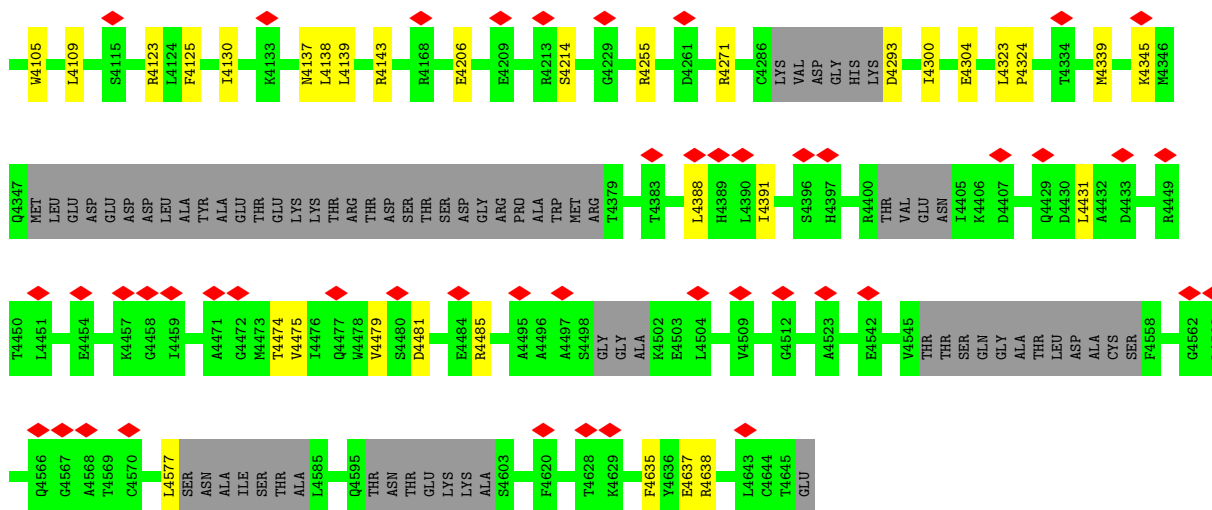 W4105 L4109 S4115 R4123 L4124 F4125 I4130 K4133 N4137 L4138 L4139 R4143 R4168 E4206 E4209 R4213 S4214 G4229 R4255 D4261 R4271 C4286 LYS VAL ASP GLY HIS LYS D4293 I4300 E4304 L4323 P4324 T4334 M4339 K4345 M4346
Q4347 MET LEU GLU ASP GLU ASP ASP LEU ALA TYR ALA GLU THR GLU LYS LYS THR ARG THR ASP SER THR SER ASP GLY ARG PRO ALA TRP MET ARG T4379 T4383 L4388 H4389 L4390 I4391 S4396 H4397 R4400 THR VAL GLU ASN I4405 K4406 D4407 Q4429 D4430 L4431 A4432 D4433 R4449
T4450 L4451 E4454 K4457 G4458 I4459 A4471 G4472 M4473 T4474 V4475 I4476 Q4477 W4478 V4479 S4480 D4481 E4484 R4485 A4495 A4496 A4497 S4498 GLY GLY ALA K4502 E4503 L4504 V4509 G4512 A4523 E4542 V4545 THR THR SER GLN GLY ALA THR LEU ASP ALA CYS SER F4558 G4562
Q4566 G4567 A4568 T4569 C4570 L4577 SER ASN ALA ILE SER THR ALA L4585 Q4595 THR ASN THR GLU LYS LYS ALA S4603 F4620 T4628 K4629 F4635 Y4636 E4637 R4638 L4643 C4644 T4645 GLU